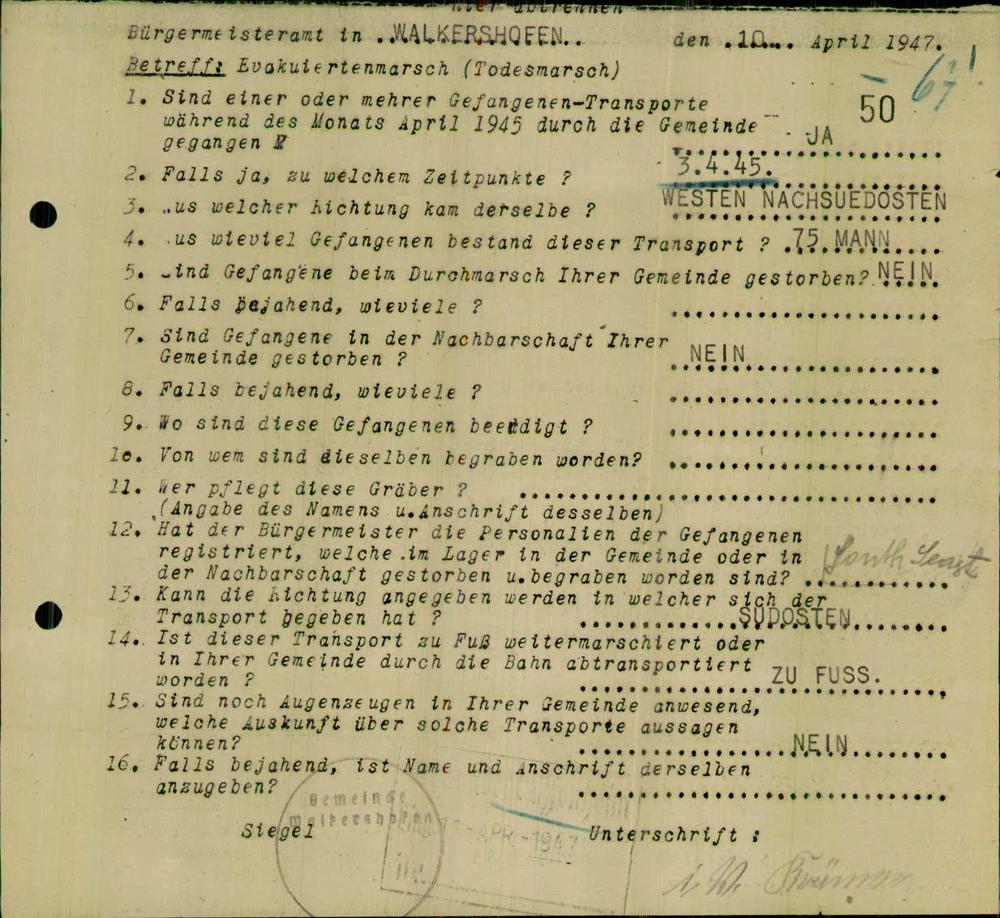 hier abtrennen
Bürgermeisteramt in ..WALKERSHOFEN.. den .10... April 1947.
Betreff: Evakuiertenmarsch (Todesmarsch)
1. Sind einer oder mehrer Gefangenen-Transporte
während des Monats April 1945 durch die Gemeinde
gegangen ? JA
50
2. Falls ja, zu welchem Zeitpunkte ? 3.4.45.
3. .us welcher Richtung kam derselbe ? WESTEN NACHSUEDOSTEN
4. .us wieviel Gefangenen bestand dieser Transport ? .75.MANN....
5. .ind Gefangene beim Durchmarsch Ihrer Gemeinde gestorben? NEIN
6. Falls bejahend, wieviele ? ....................
7. Sind Gefangene in der Nachbarschaft Ihrer
Gemeinde gestorben ? NEIN
8. Falls bejahend, wieviele ? ....................
9. Wo sind diese Gefangenen beerdigt ? ....................
10. Von wem sind dieselben begraben worden? ....................
11. Wer pflegt diese Gräber ? ...............................
(Angabe des Namens u.Anschrift desselben)
12. Hat der Bürgermeister die Personalien der Gefangenen
registriert, welche im Lager in der Gemeinde oder in
der Nachbarschaft gestorben u.begraben worden sind? ...........
13. Kann die Richtung angegeben werden in welcher sich der
Transport begeben hat ? ............SÜDOSTEN.......
14. Ist dieser Transport zu Fuß weitermarschiert oder
in Ihrer Gemeinde durch die Bahn abtransportiert
worden ? ZU FUSS.
15. Sind noch Augenzeugen in Ihrer Gemeinde anwesend,
welche Auskunft über solche Transporte aussagen
können? ................NEIN.......
16. Falls bejahend, ist Name und Anschrift derselben
anzugeben? ...........................
Gemeinde
Walkershofen
APR. 1947
Siegel Unterschrift :
i.V. Krämer